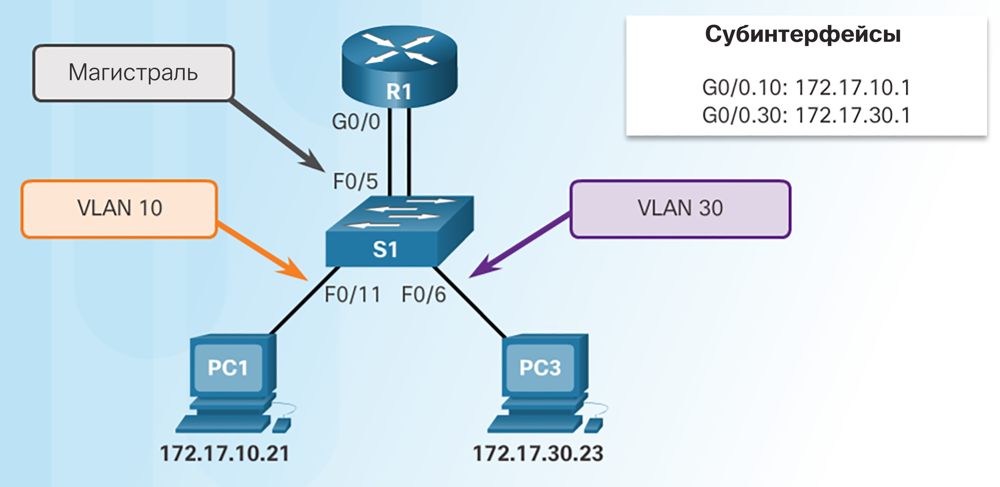 Субинтерфейсы
G0/0.10: 172.17.10.1
G0/0.30: 172.17.30.1
Магистраль
R1
G0/0
F0/5
VLAN 10
VLAN 30
S1
F0/11
F0/6
PC1
PC3
172.17.10.21
172.17.30.23